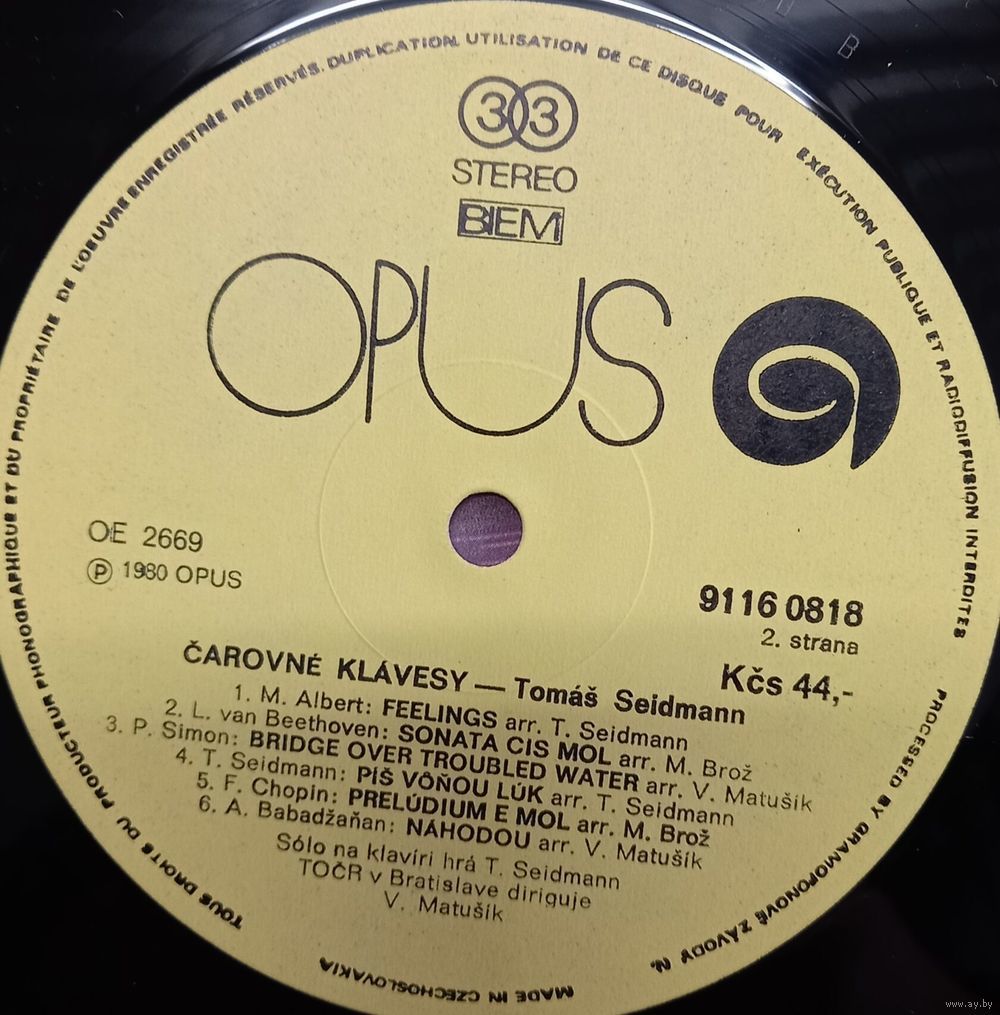 B
TOUS DROITS DU PRODUCTEUR PHONOGRAPHIQUE ET DU PROPRIÉTAIRE DE L'OEUVRE ENREGISTRÉE RÉSERVÉS. DUPLICATION. UTILISATION DE CE DISQUE POUR EXÉCUTION PUBLIQUE ET RADIODIFFUSION INTERDITES
33
STEREO
BIEM
OPUS
OE 2669
℗ 1980 OPUS
9116 0818
2. strana
Kčs 44,-
ČAROVNÉ KLÁVESY — Tomáš Seidmann
1. M. Albert: FEELINGS arr. T. Seidmann
2. L. van Beethoven: SONATA CIS MOL arr. M. Brož
3. P. Simon: BRIDGE OVER TROUBLED WATER arr. V. Matušík
4. T. Seidmann: PÍŠ VÔŇOU LÚK arr. T. Seidmann
5. F. Chopin: PRELÚDIUM E MOL arr. M. Brož
6. A. Babadžaňan: NÁHODOU arr. V. Matušík
Sólo na klavíri hrá T. Seidmann
TOČR v Bratislave diriguje
V. Matušík
PROCESSED BY GRAMOFONOVÉ ZÁVODY N.
MADE IN CZECHOSLOVAKIA
www.ay.by